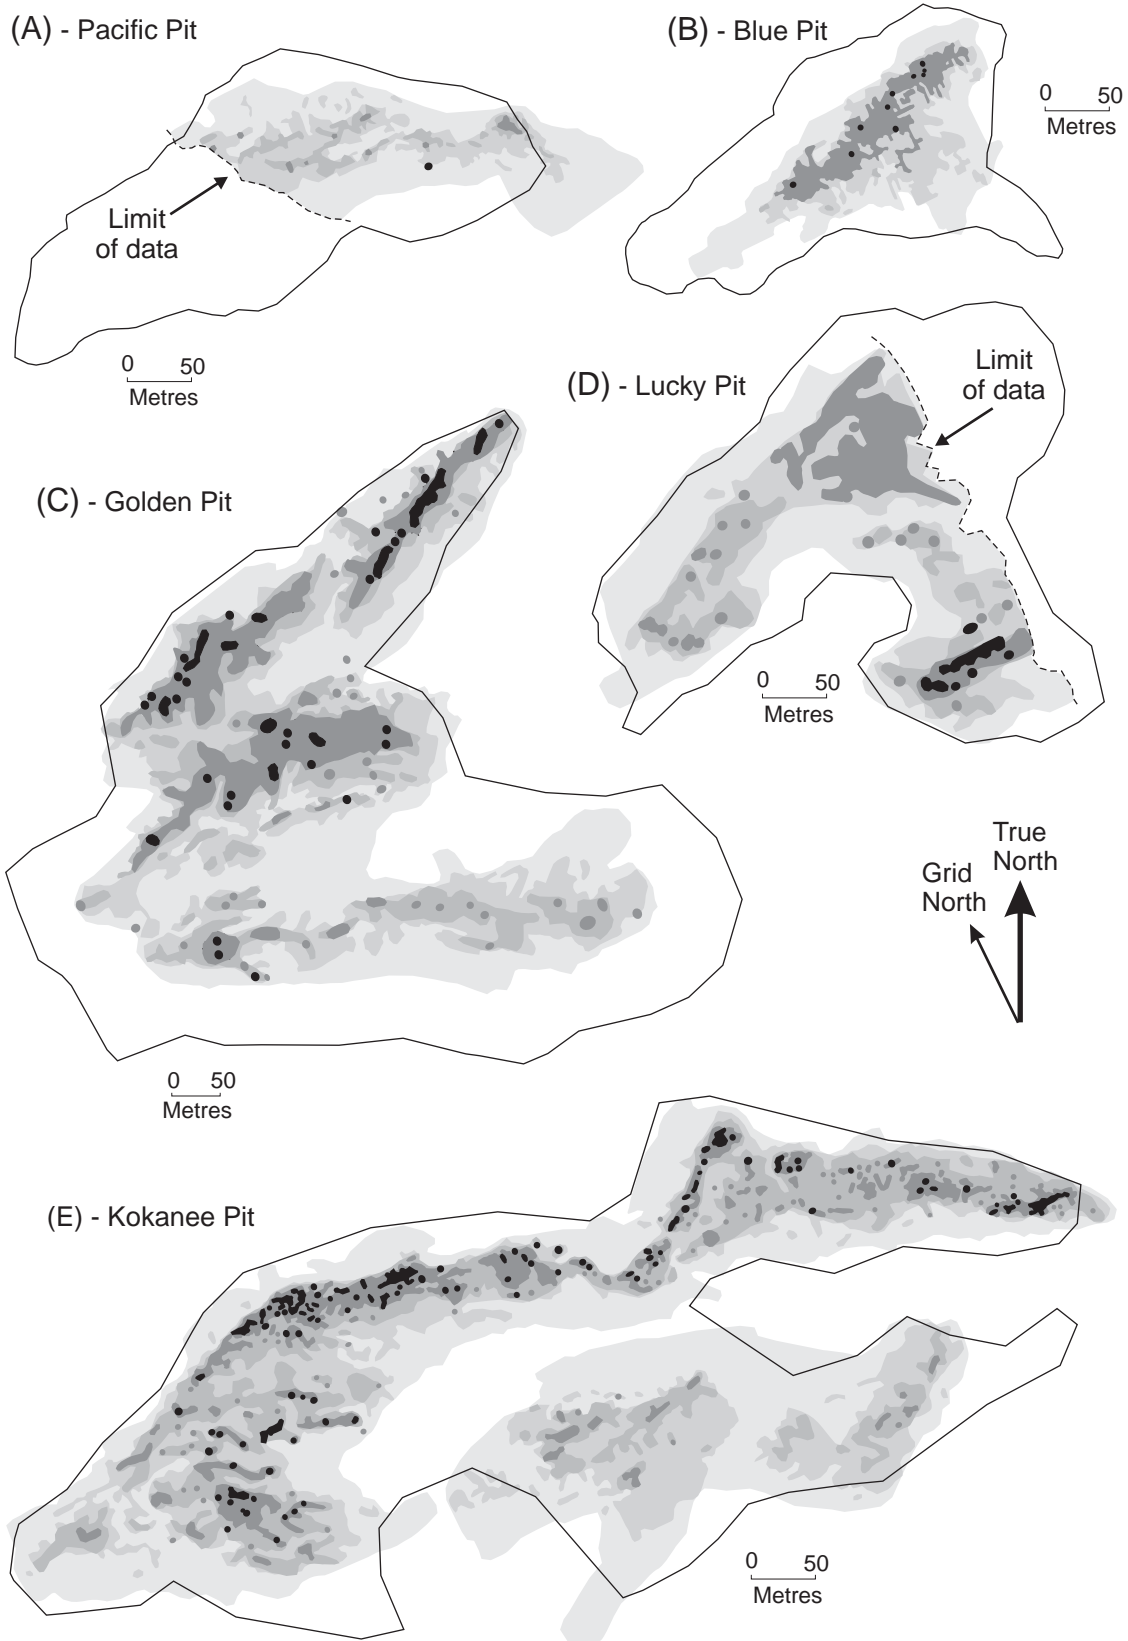 (A) - Pacific Pit
(B) - Blue Pit
0 50
Metres
Limit
of data
0 50
Metres
(D) - Lucky Pit
Limit
of data
(C) - Golden Pit
0 50
Metres
True
North
Grid
North
0 50
Metres
(E) - Kokanee Pit
0 50
Metres